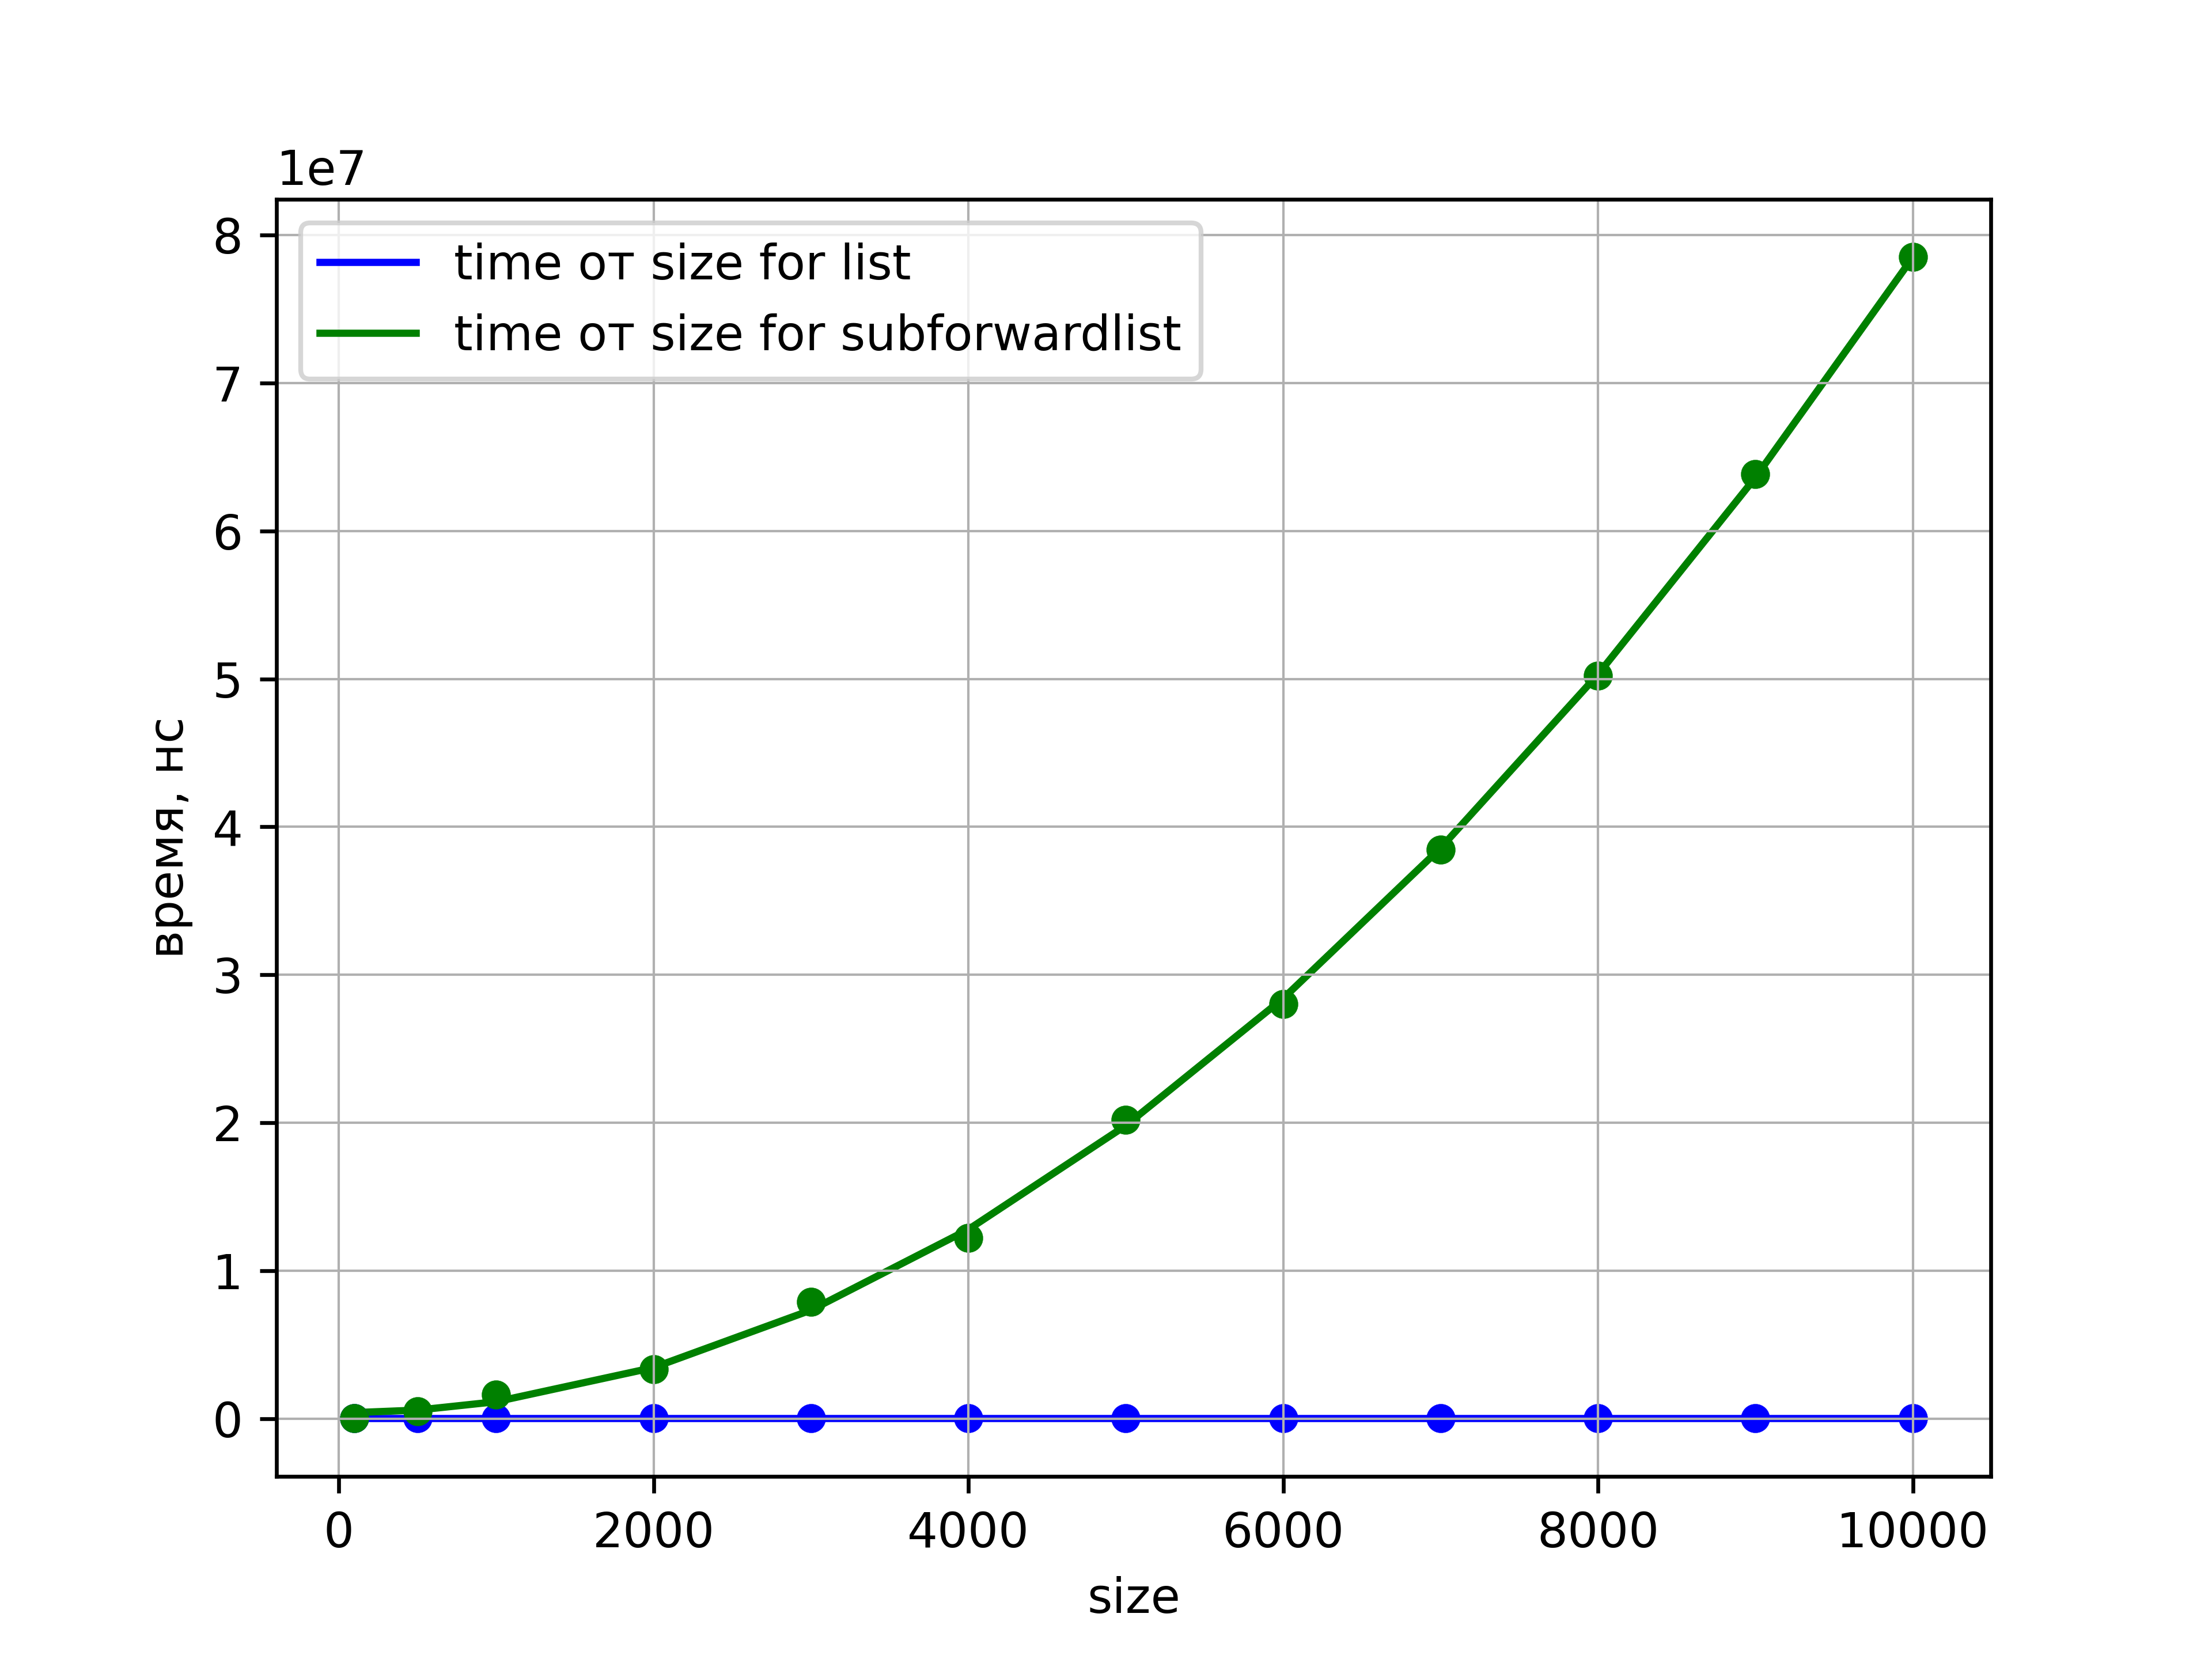 1e7
time от size for list
time от size for subforwardlist
8
7
6
5
4
3
2
1
0
время, нс
0 2000 4000 6000 8000 10000
size